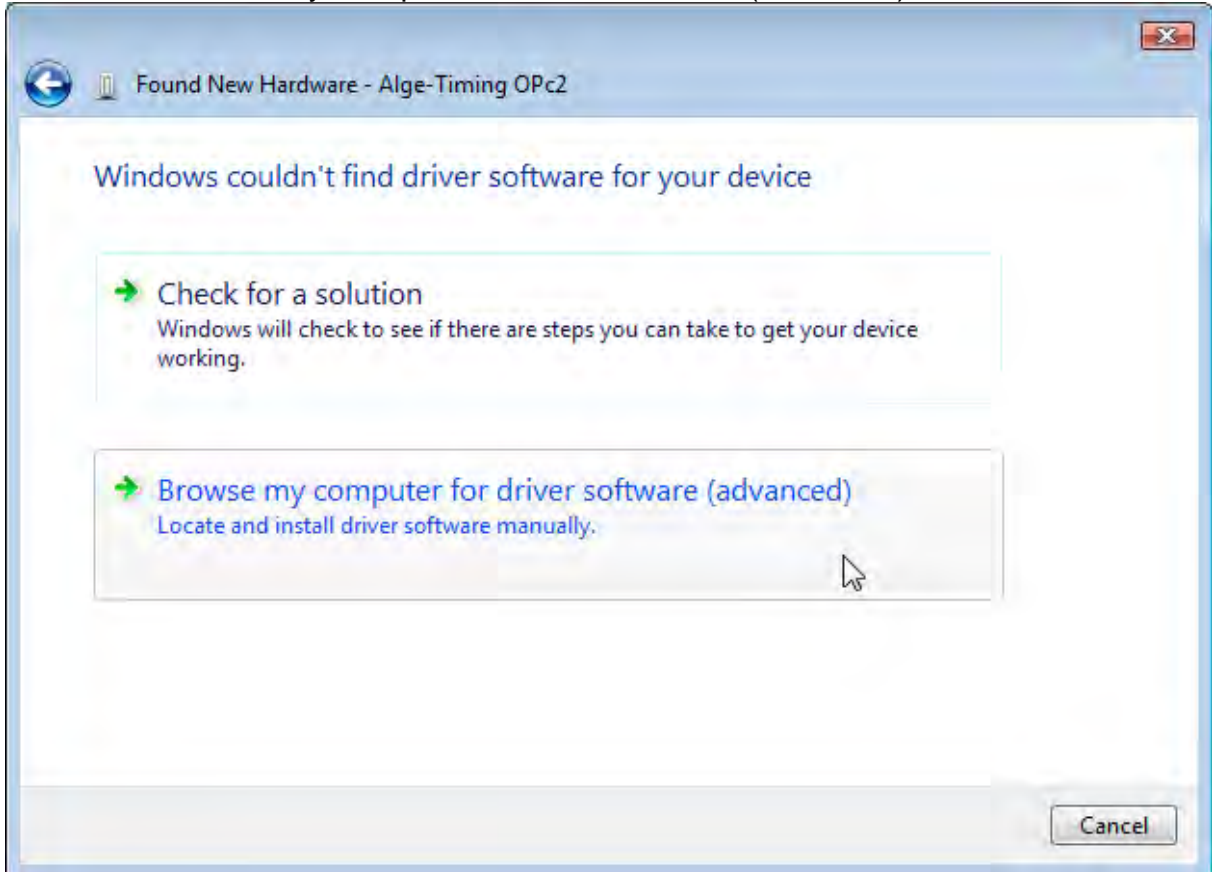 Found New Hardware - Alge-Timing OPc2
Windows couldn't find driver software for your device
Check for a solution
Windows will check to see if there are steps you can take to get your device
working.
Browse my computer for driver software (advanced)
Locate and install driver software manually.
Cancel